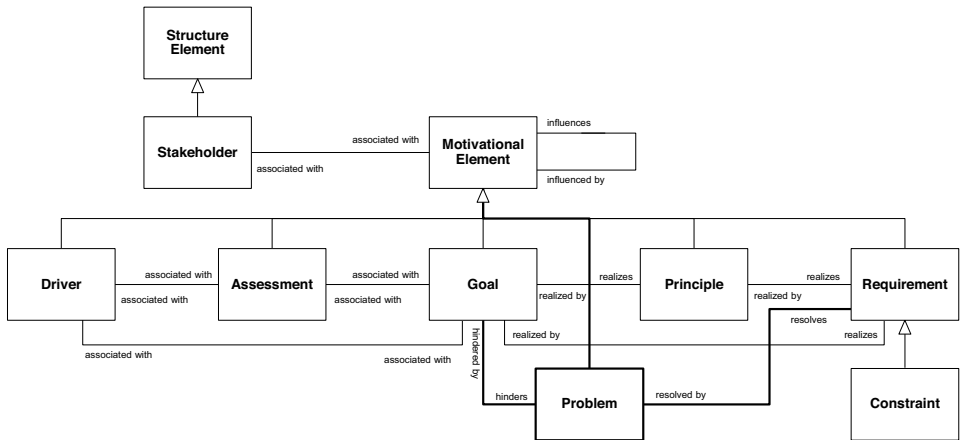 Structure
Element
Stakeholder
associated with
associated with
Motivational
Element
influences
influenced by
Driver
associated with
associated with
Assessment
associated with
associated with
Goal
realizes
realized by
Principle
realizes
realized by
Requirement
resolves
associated with
associated with
hindered by
realized by
realizes
hinders
Problem
resolved by
Constraint